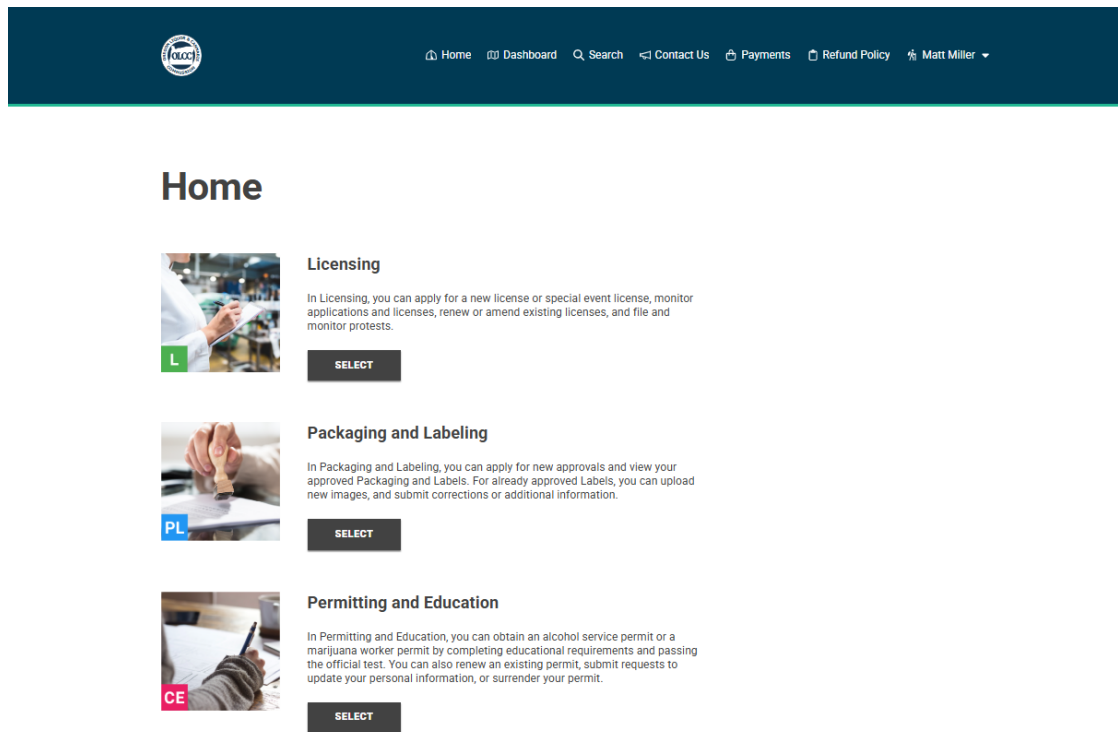 OLCC
Home Dashboard Search Contact Us Payments Refund Policy Matt Miller
Home
Licensing
In Licensing, you can apply for a new license or special event license, monitor
applications and licenses, renew or amend existing licenses, and file and
monitor protests.
L
SELECT
Packaging and Labeling
In Packaging and Labeling, you can apply for new approvals and view your
approved Packaging and Labels. For already approved Labels, you can upload
new images, and submit corrections or additional information.
PL
SELECT
Permitting and Education
In Permitting and Education, you can obtain an alcohol service permit or a
marijuana worker permit by completing educational requirements and passing
the official test. You can also renew an existing permit, submit requests to
update your personal information, or surrender your permit.
CE
SELECT